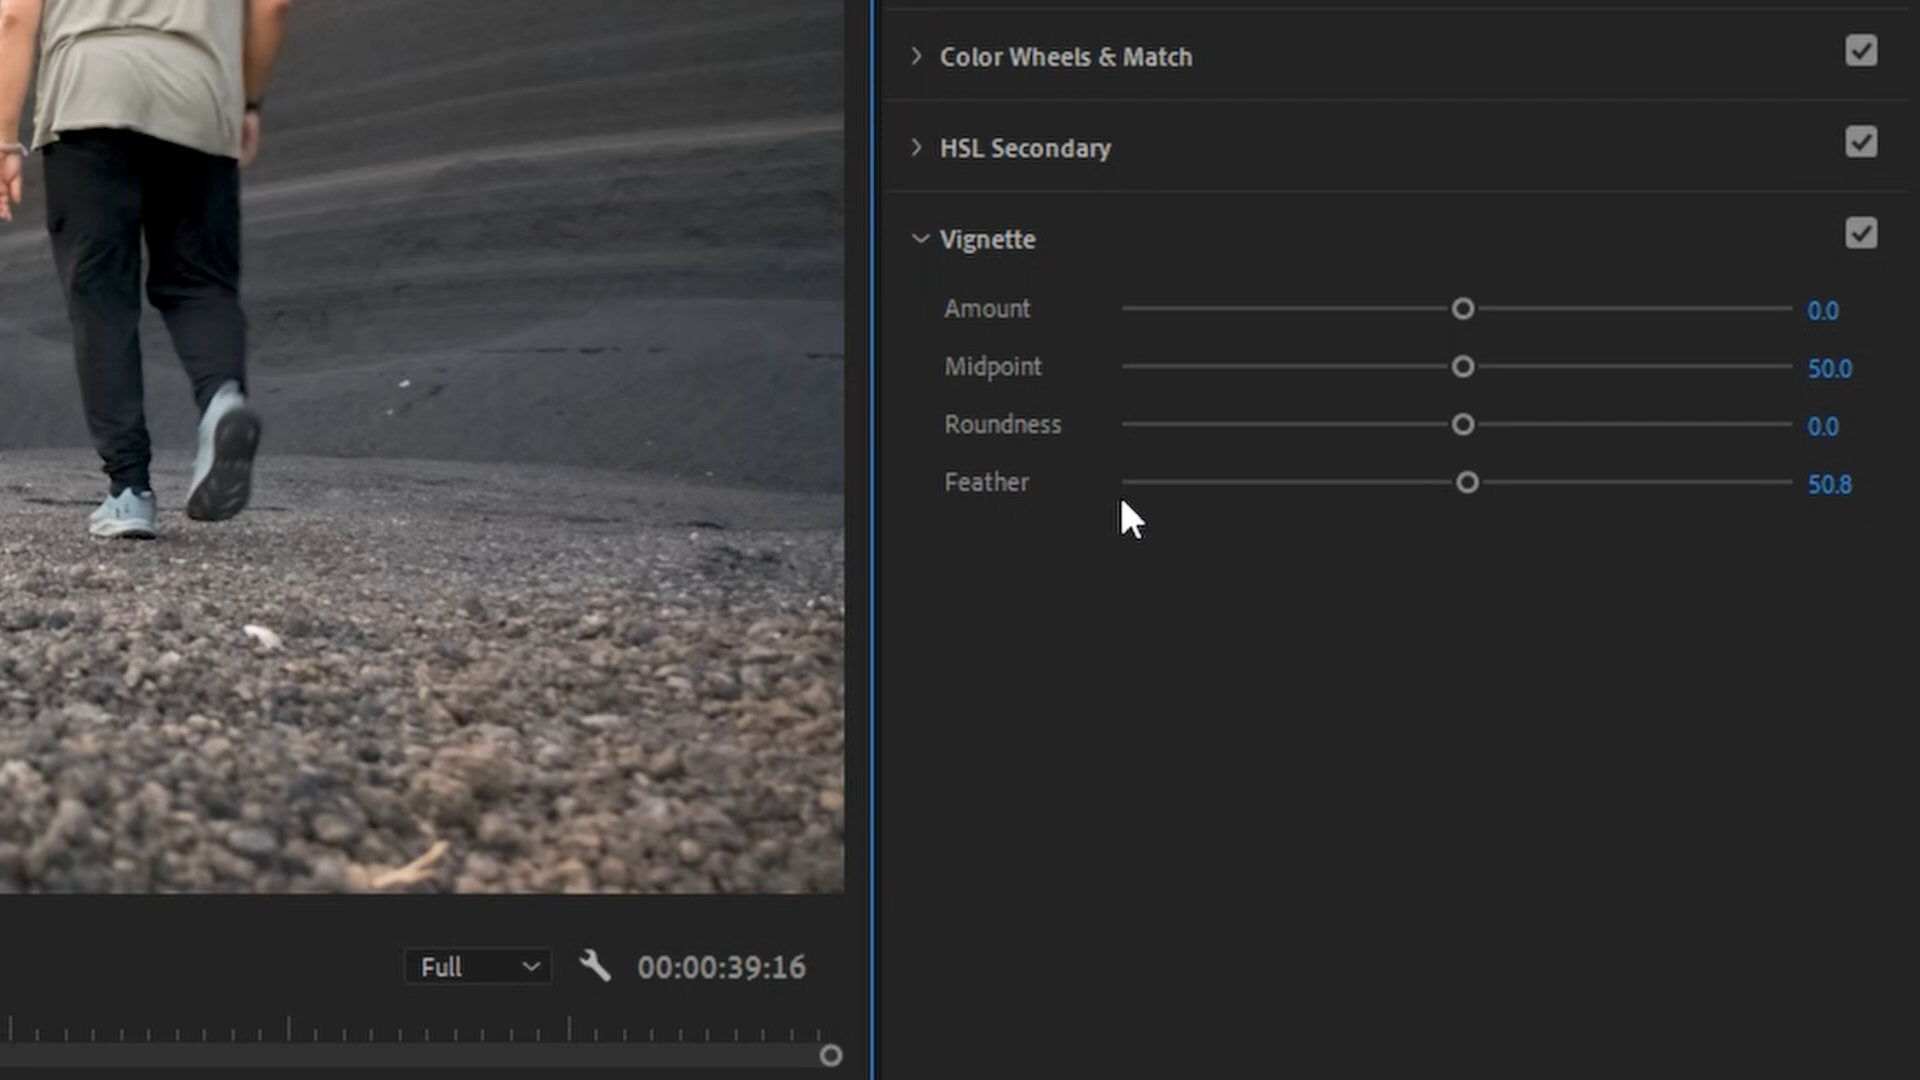 Color Wheels & Match
HSL Secondary
Vignette
Amount 0.0
Midpoint 50.0
Roundness 0.0
Feather 50.8
Full 00:00:39:16